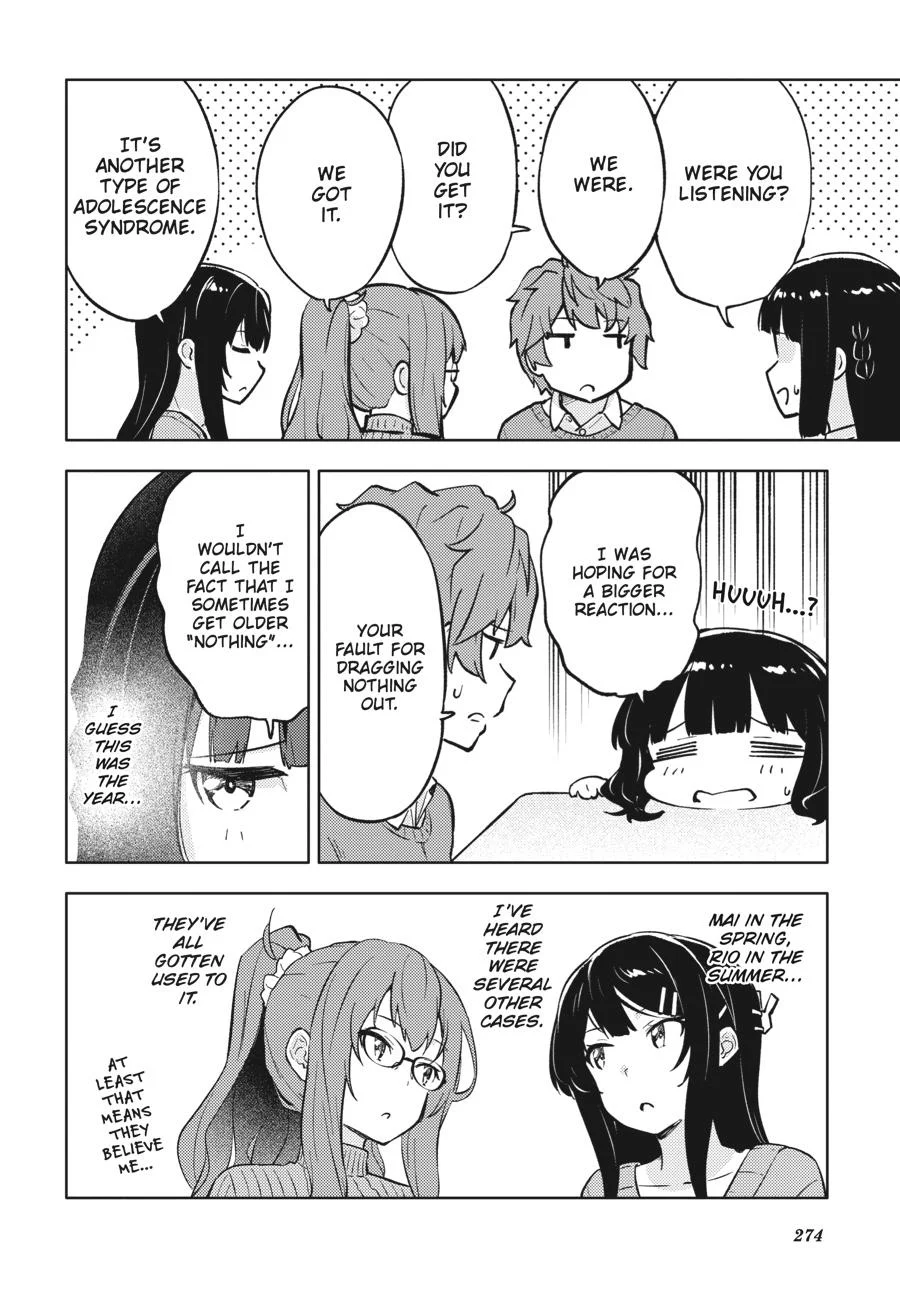 WERE YOU
LISTENING?
WE
WERE.
DID
YOU
GET
IT?
WE
GOT
IT.
IT'S
ANOTHER
TYPE OF
ADOLESCENCE
SYNDROME.
HUUUH...?
I WAS
HOPING FOR
A BIGGER
REACTION...
YOUR
FAULT FOR
DRAGGING
NOTHING
OUT.
I
WOULDN'T
CALL THE
FACT THAT I
SOMETIMES
GET OLDER
"NOTHING"...
I
GUESS
THIS
WAS
THE
YEAR...
MAI IN THE
SPRING,
RIO IN THE
SUMMER...
I'VE
HEARD
THERE
WERE
SEVERAL
OTHER
CASES.
THEY'VE
ALL
GOTTEN
USED TO
IT.
AT
LEAST
THAT
MEANS
THEY
BELIEVE
ME...
274